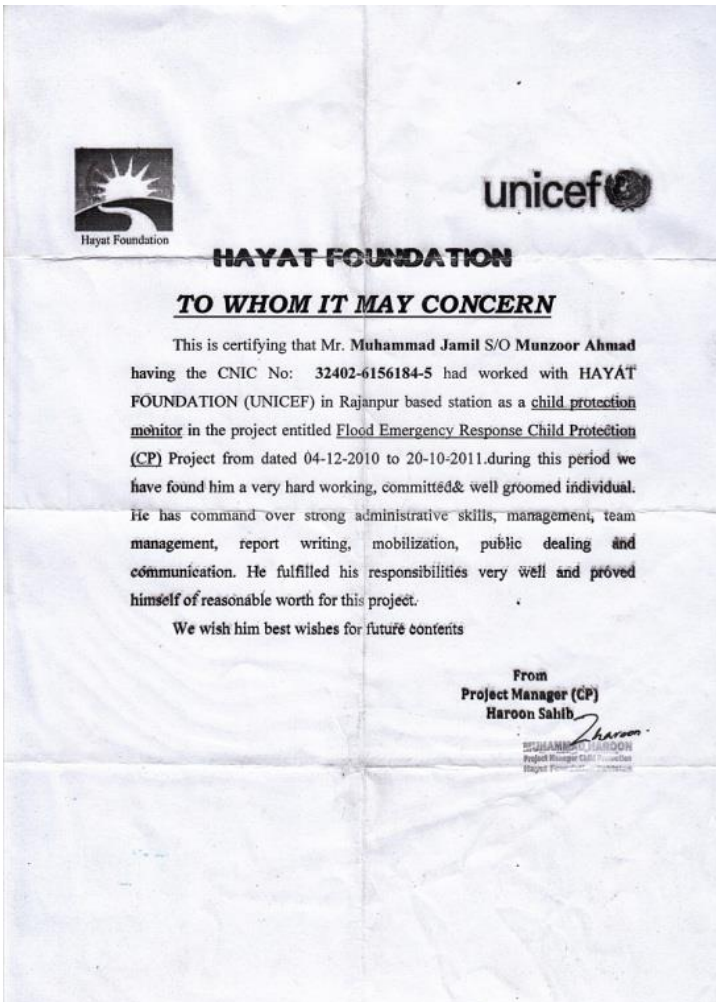 Hayat Foundation
unicef
HAYAT FOUNDATION
TO WHOM IT MAY CONCERN
This is certifying that Mr. Muhammad Jamil S/O Munzoor Ahmad
having the CNIC No: 32402-6156184-5 had worked with HAYAT
FOUNDATION (UNICEF) in Rajanpur based station as a child protection
monitor in the project entitled Flood Emergency Response Child Protection
(CP) Project from dated 04-12-2010 to 20-10-2011.during this period we
have found him a very hard working, committed& well groomed individual.
He has command over strong administrative skills, management, team
management, report writing, mobilization, public dealing and
communication. He fulfilled his responsibilities very well and proved
himself of reasonable worth for this project.
We wish him best wishes for future contents
From
Project Manager (CP)
Haroon Sahib
haroon
MUHAMMAD HAROON
Project Manager Child Protection
Hayat Foundation